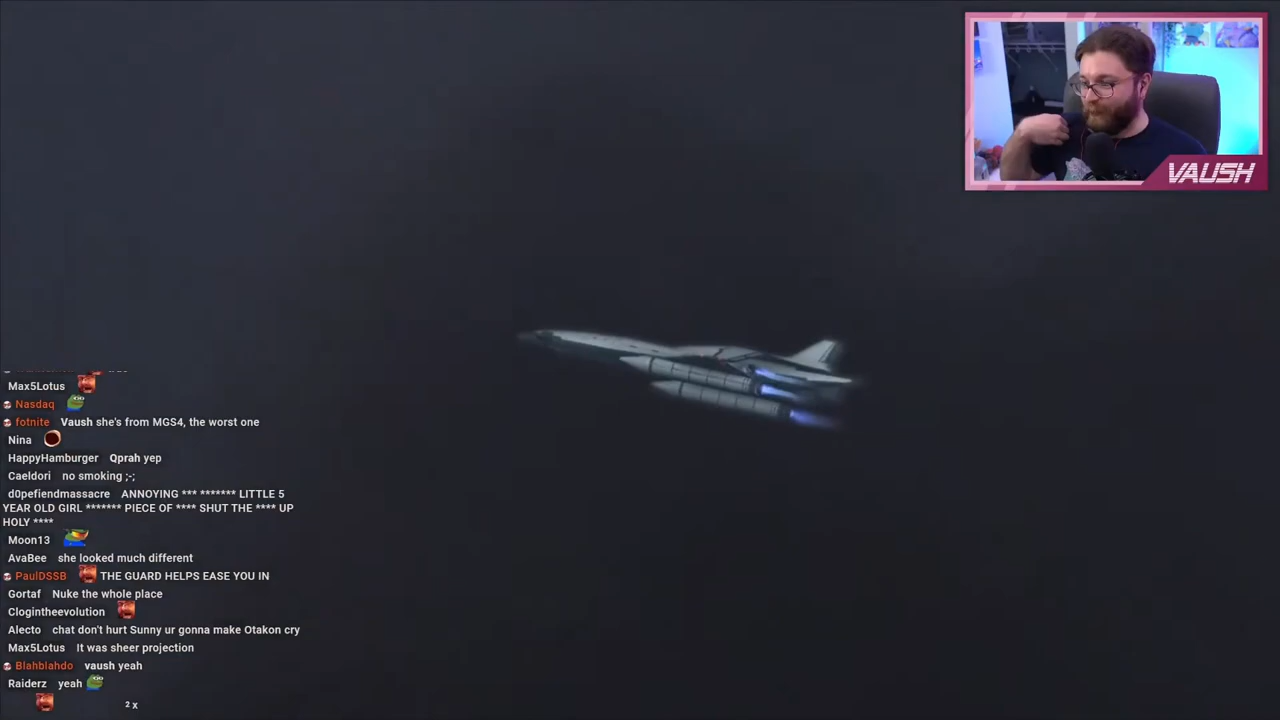 VAUSH
Max5Lotus
Nasdaq
fotnite Vaush she's from MGS4, the worst one
Nina
HappyHamburger Qprah yep
Caeldori no smoking ;-;
d0pefiendmassacre ANNOYING *** ******* LITTLE 5
YEAR OLD GIRL ******* PIECE OF **** SHUT THE **** UP
HOLY ****
Moon13
AvaBee she looked much different
PaulDSSB THE GUARD HELPS EASE YOU IN
Gortaf Nuke the whole place
Clogintheevolution
Alecto chat don't hurt Sunny ur gonna make Otakon cry
Max5Lotus It was sheer projection
Blahblahdo vaush yeah
Raiderz yeah
2 x